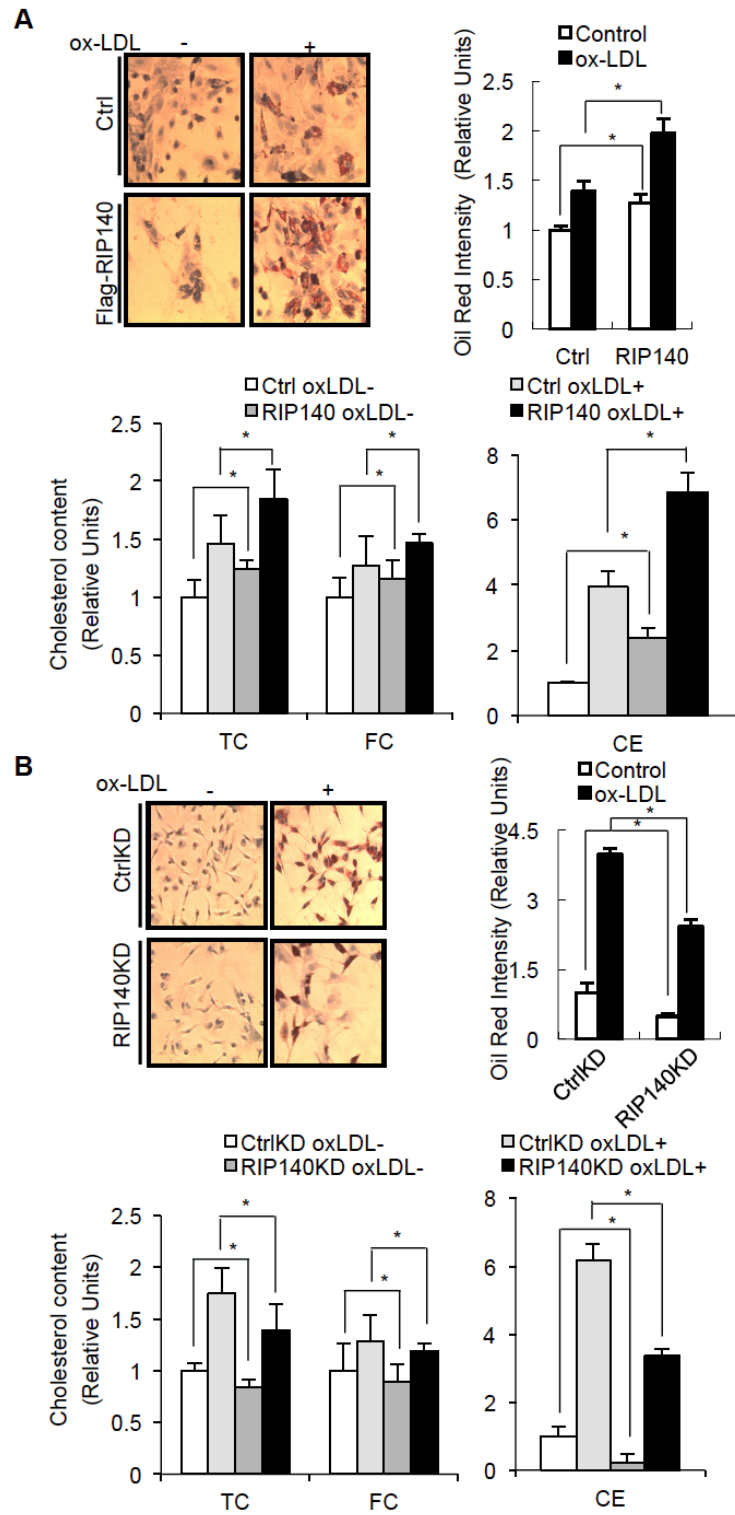 A
ox-LDL - +
Ctrl
Flag-RIP140
Control
ox-LDL
Oil Red Intensity (Relative Units)
2.5
2
1.5
1
0.5
0
* *
Ctrl RIP140
Ctrl oxLDL-
RIP140 oxLDL-
Ctrl oxLDL+
RIP140 oxLDL+
Cholesterol content
(Relative Units)
2.5
2
1.5
1
0.5
0
* * * *
TC FC
8
6
4
2
0
* *
CE
B
ox-LDL - +
CtrlKD
RIP140KD
Control
ox-LDL
Oil Red Intensity (Relative Units)
4.5
3
1.5
0
* *
CtrlKD RIP140KD
CtrlKD oxLDL-
RIP140KD oxLDL-
CtrlKD oxLDL+
RIP140KD oxLDL+
Cholesterol content
(Relative Units)
2.5
2
1.5
1
0.5
0
* * * *
TC FC
8
6
4
2
0
* *
CE